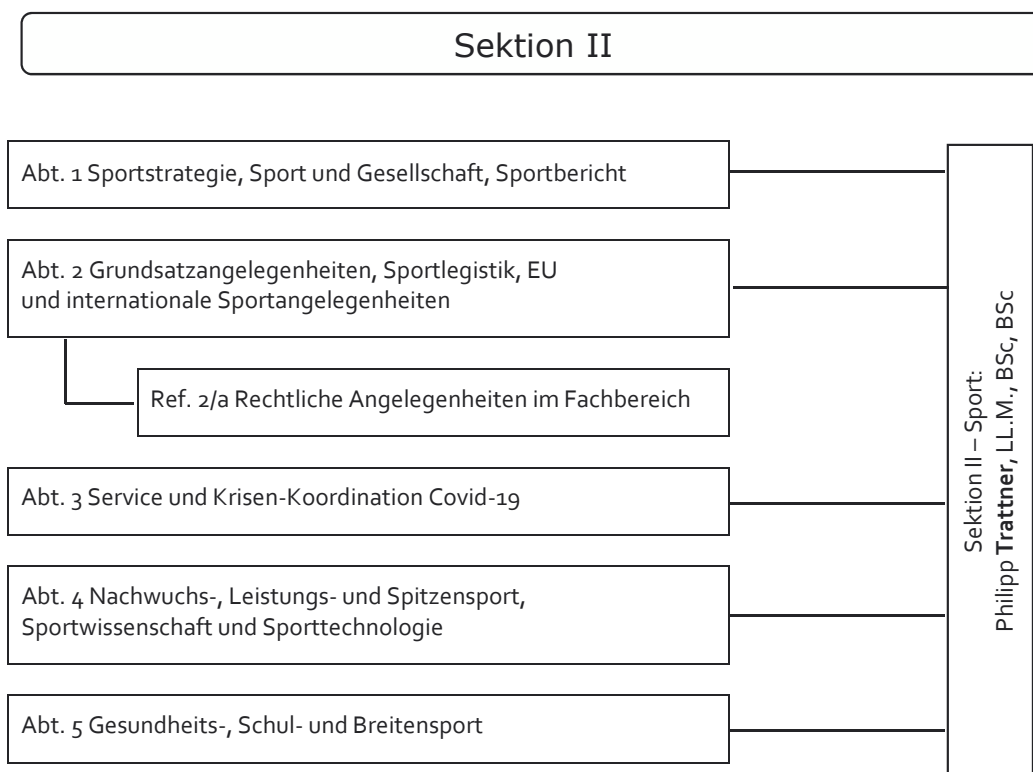 Sektion II
Abt. 1 Sportstrategie, Sport und Gesellschaft, Sportbericht
Abt. 2 Grundsatzangelegenheiten, Sportlegistik, EU
und internationale Sportangelegenheiten
Ref. 2/a Rechtliche Angelegenheiten im Fachbereich
Abt. 3 Service und Krisen-Koordination Covid-19
Abt. 4 Nachwuchs-, Leistungs- und Spitzensport,
Sportwissenschaft und Sporttechnologie
Abt. 5 Gesundheits-, Schul- und Breitensport
Sektion II – Sport:
Philipp Trattner, LL.M., BSc, BSc